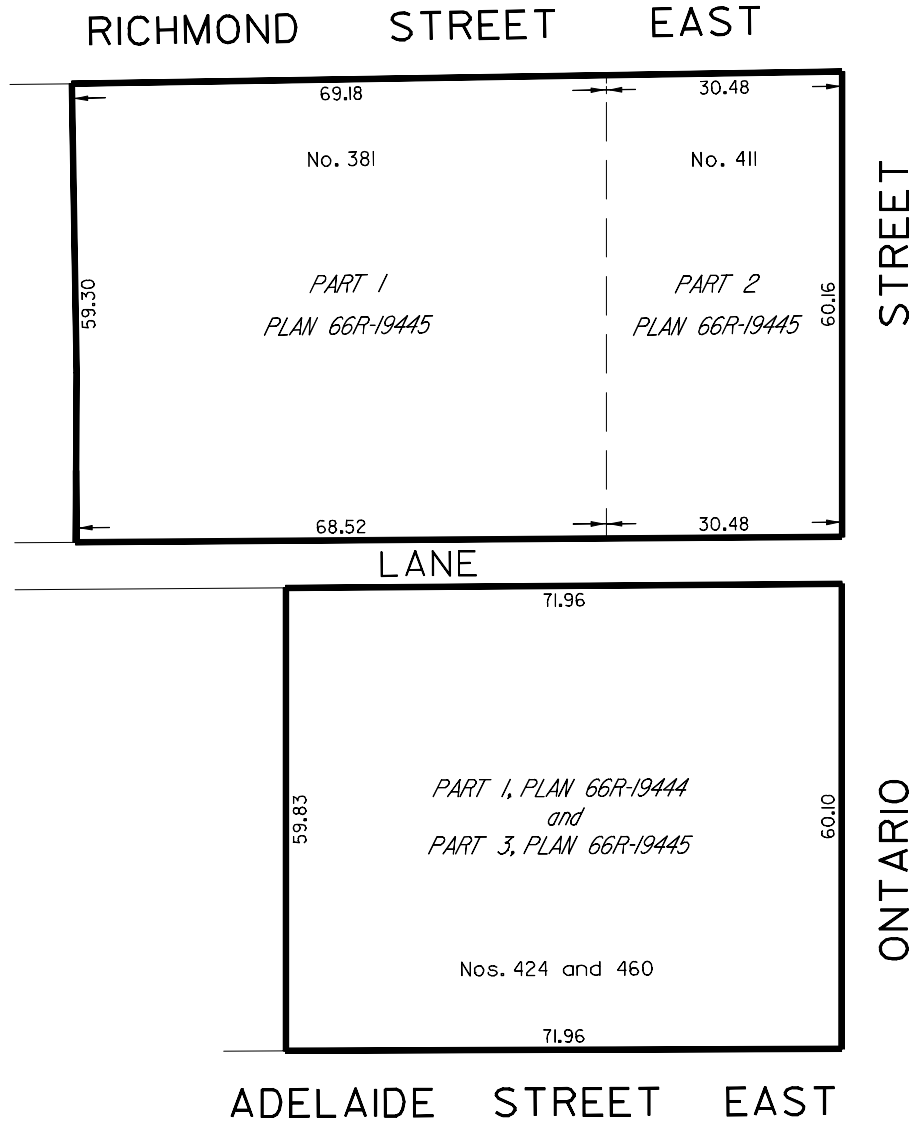 RICHMOND STREET EAST
69.18
30.48
No. 381
No. 411
STREET
59.30
PART 1
PLAN 66R-19445
PART 2
PLAN 66R-19445
60.16
68.52
30.48
LANE
71.96
59.83
PART 1, PLAN 66R-19444
and
PART 3, PLAN 66R-19445
60.10
ONTARIO
Nos. 424 and 460
71.96
ADELAIDE STREET EAST